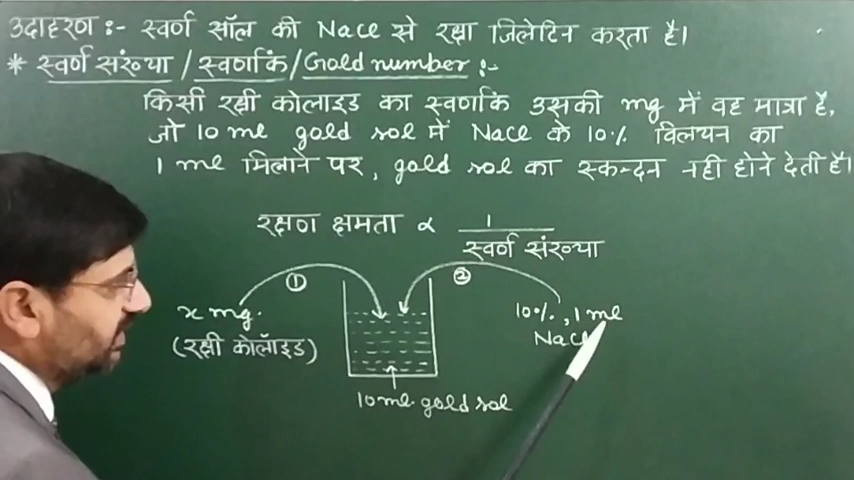 उदाहरण :- स्वर्ण सॉल की NaCl से रक्षा जिलेटिन करता है।
* स्वर्ण संख्या / स्वर्णांक / Gold number :-
किसी रक्षी कोलाइड का स्वर्णांक उसकी mg में वह मात्रा है,
जो 10 ml gold sol में NaCl के 10% विलयन का
1 ml मिलाने पर, gold sol का स्कन्दन नही होने देती है।
रक्षण क्षमता ∝ 1 / स्वर्ण संख्या
① ②
x mg. 10%, 1 ml
(रक्षी कोलॉइड) NaCl
10ml. gold sol